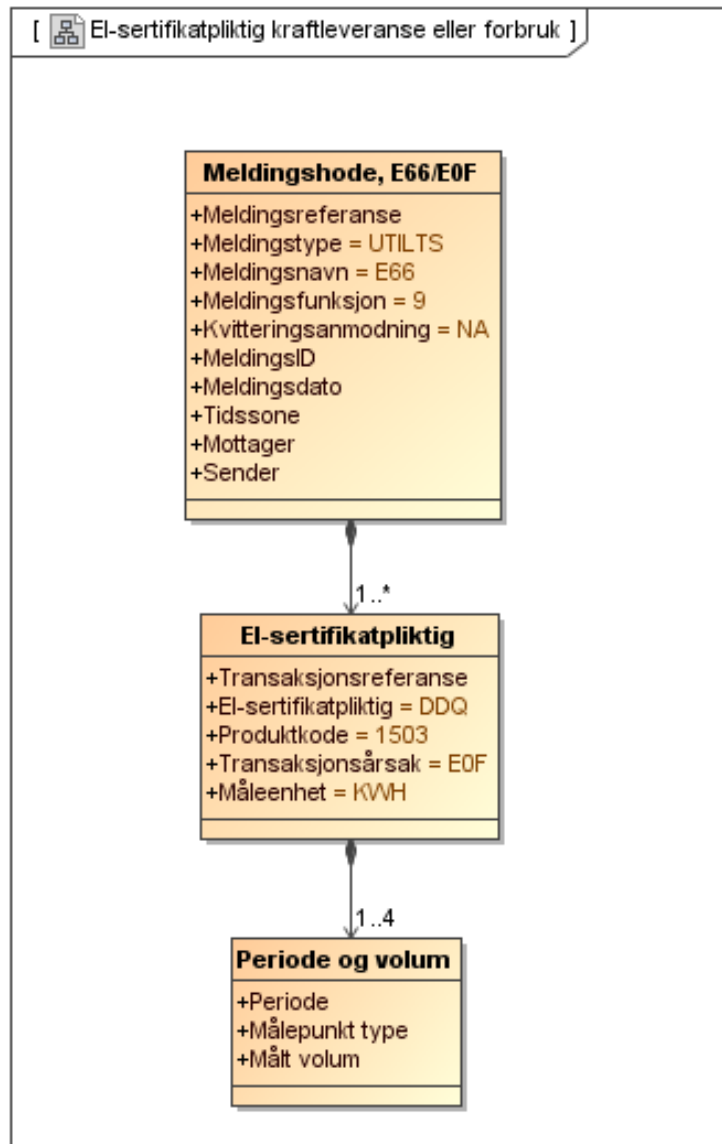 [ El-sertifikatpliktig kraftleveranse eller forbruk ]
Meldingshode, E66/E0F
+Meldingsreferanse
+Meldingstype = UTILTS
+Meldingsnavn = E66
+Meldingsfunksjon = 9
+Kvitteringsanmodning = NA
+MeldingsID
+Meldingsdato
+Tidssone
+Mottager
+Sender
1..*
El-sertifikatpliktig
+Transaksjonsreferanse
+El-sertifikatpliktig = DDQ
+Produktkode = 1503
+Transaksjonsårsak = E0F
+Måleenhet = KWH
1..4
Periode og volum
+Periode
+Målepunkt type
+Målt volum